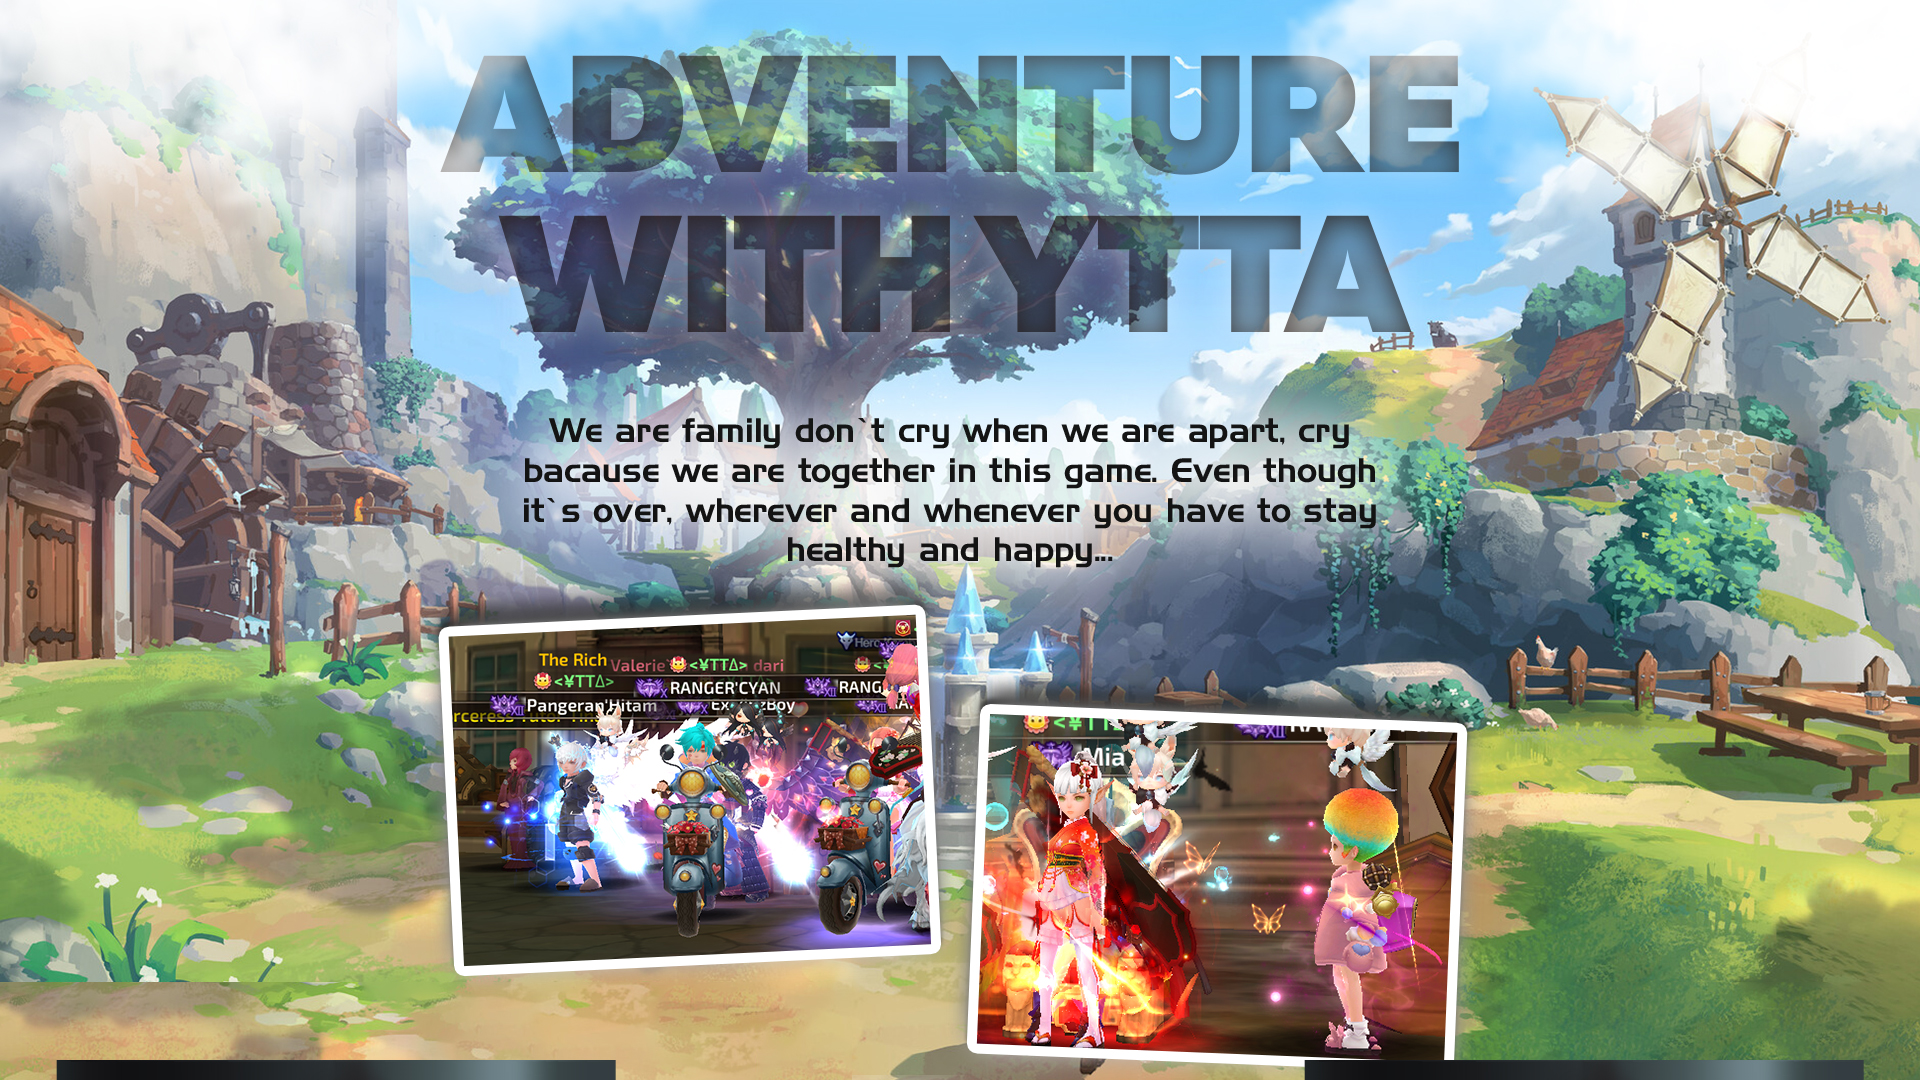 ADVENTURE
WITH YTTA
We are family don`t cry when we are apart, cry
bacause we are together in this game. Even though
it`s over, wherever and whenever you have to stay
healthy and happy...
The Rich Valerie <¥TTΔ> dari
<¥TTΔ> RANGER'CYAN RANG
Pangeran'Hitam
Mia